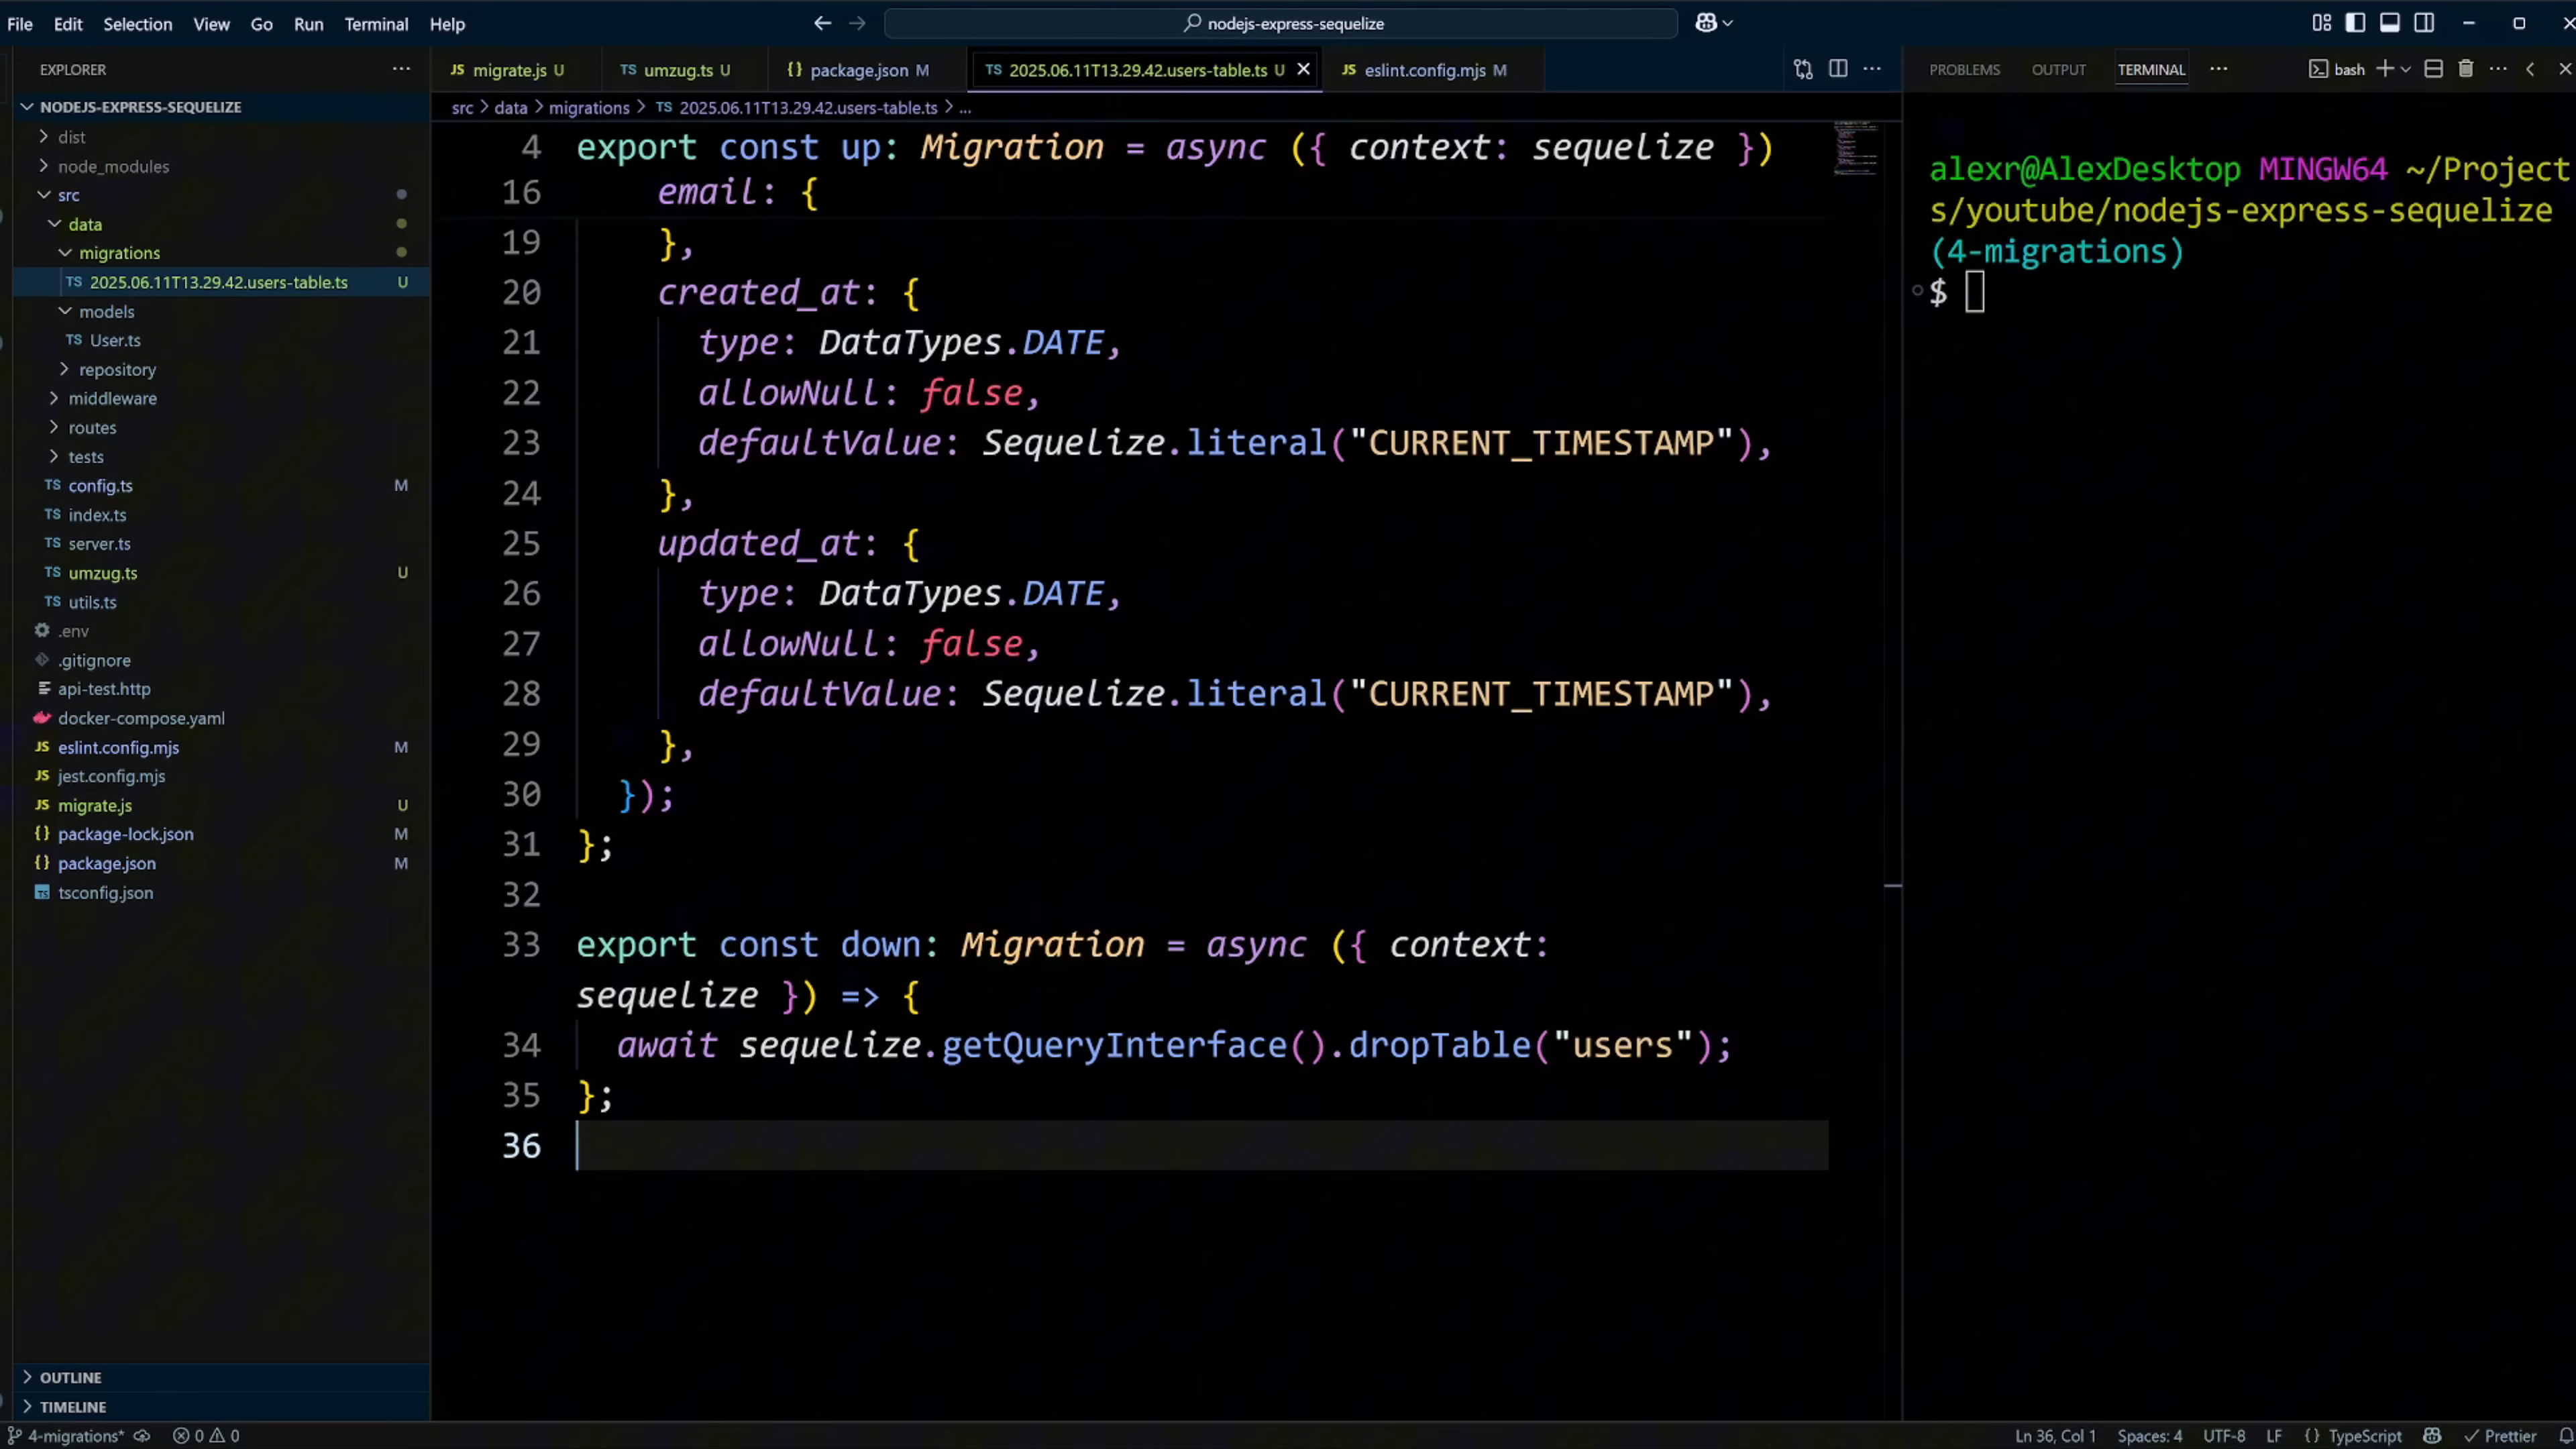 File Edit Selection View Go Run Terminal Help
nodejs-express-sequelize
EXPLORER
NODEJS-EXPRESS-SEQUELIZE
dist
node_modules
src
data
migrations
2025.06.11T13.29.42.users-table.ts U
models
User.ts
repository
middleware
routes
tests
config.ts M
index.ts
server.ts
umzug.ts U
utils.ts
.env
.gitignore
api-test.http
docker-compose.yaml
eslint.config.mjs M
jest.config.mjs
migrate.js U
package-lock.json M
package.json M
tsconfig.json
OUTLINE
TIMELINE
JS migrate.js U TS umzug.ts U {} package.json M TS 2025.06.11T13.29.42.users-table.ts U JS eslint.config.mjs M
src > data > migrations > TS 2025.06.11T13.29.42.users-table.ts > ...
4 export const up: Migration = async ({ context: sequelize })
16 email: {
19 },
20 created_at: {
21 type: DataTypes.DATE,
22 allowNull: false,
23 defaultValue: Sequelize.literal("CURRENT_TIMESTAMP"),
24 },
25 updated_at: {
26 type: DataTypes.DATE,
27 allowNull: false,
28 defaultValue: Sequelize.literal("CURRENT_TIMESTAMP"),
29 },
30 });
31 };
32
33 export const down: Migration = async ({ context:
sequelize }) => {
34 await sequelize.getQueryInterface().dropTable("users");
35 };
36
PROBLEMS OUTPUT TERMINAL ... bash
alexr@AlexDesktop MINGW64 ~/Project
s/youtube/nodejs-express-sequelize
(4-migrations)
$
4-migrations* 0 0 Ln 36, Col 1 Spaces: 4 UTF-8 LF {} TypeScript Prettier